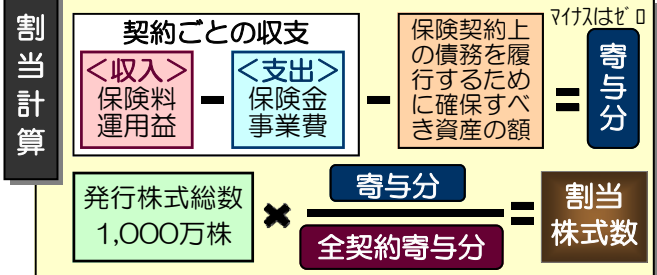 割当計算
契約ごとの収支
＜収入＞
保険料
運用益
－
＜支出＞
保険金
事業費
－
保険契約上
の債務を履
行するため
に確保すべ
き資産の額
＝
ﾏｲﾅｽはｾﾞﾛ
寄与分
発行株式総数
1,000万株
×
寄与分
全契約寄与分
＝
割当
株式数